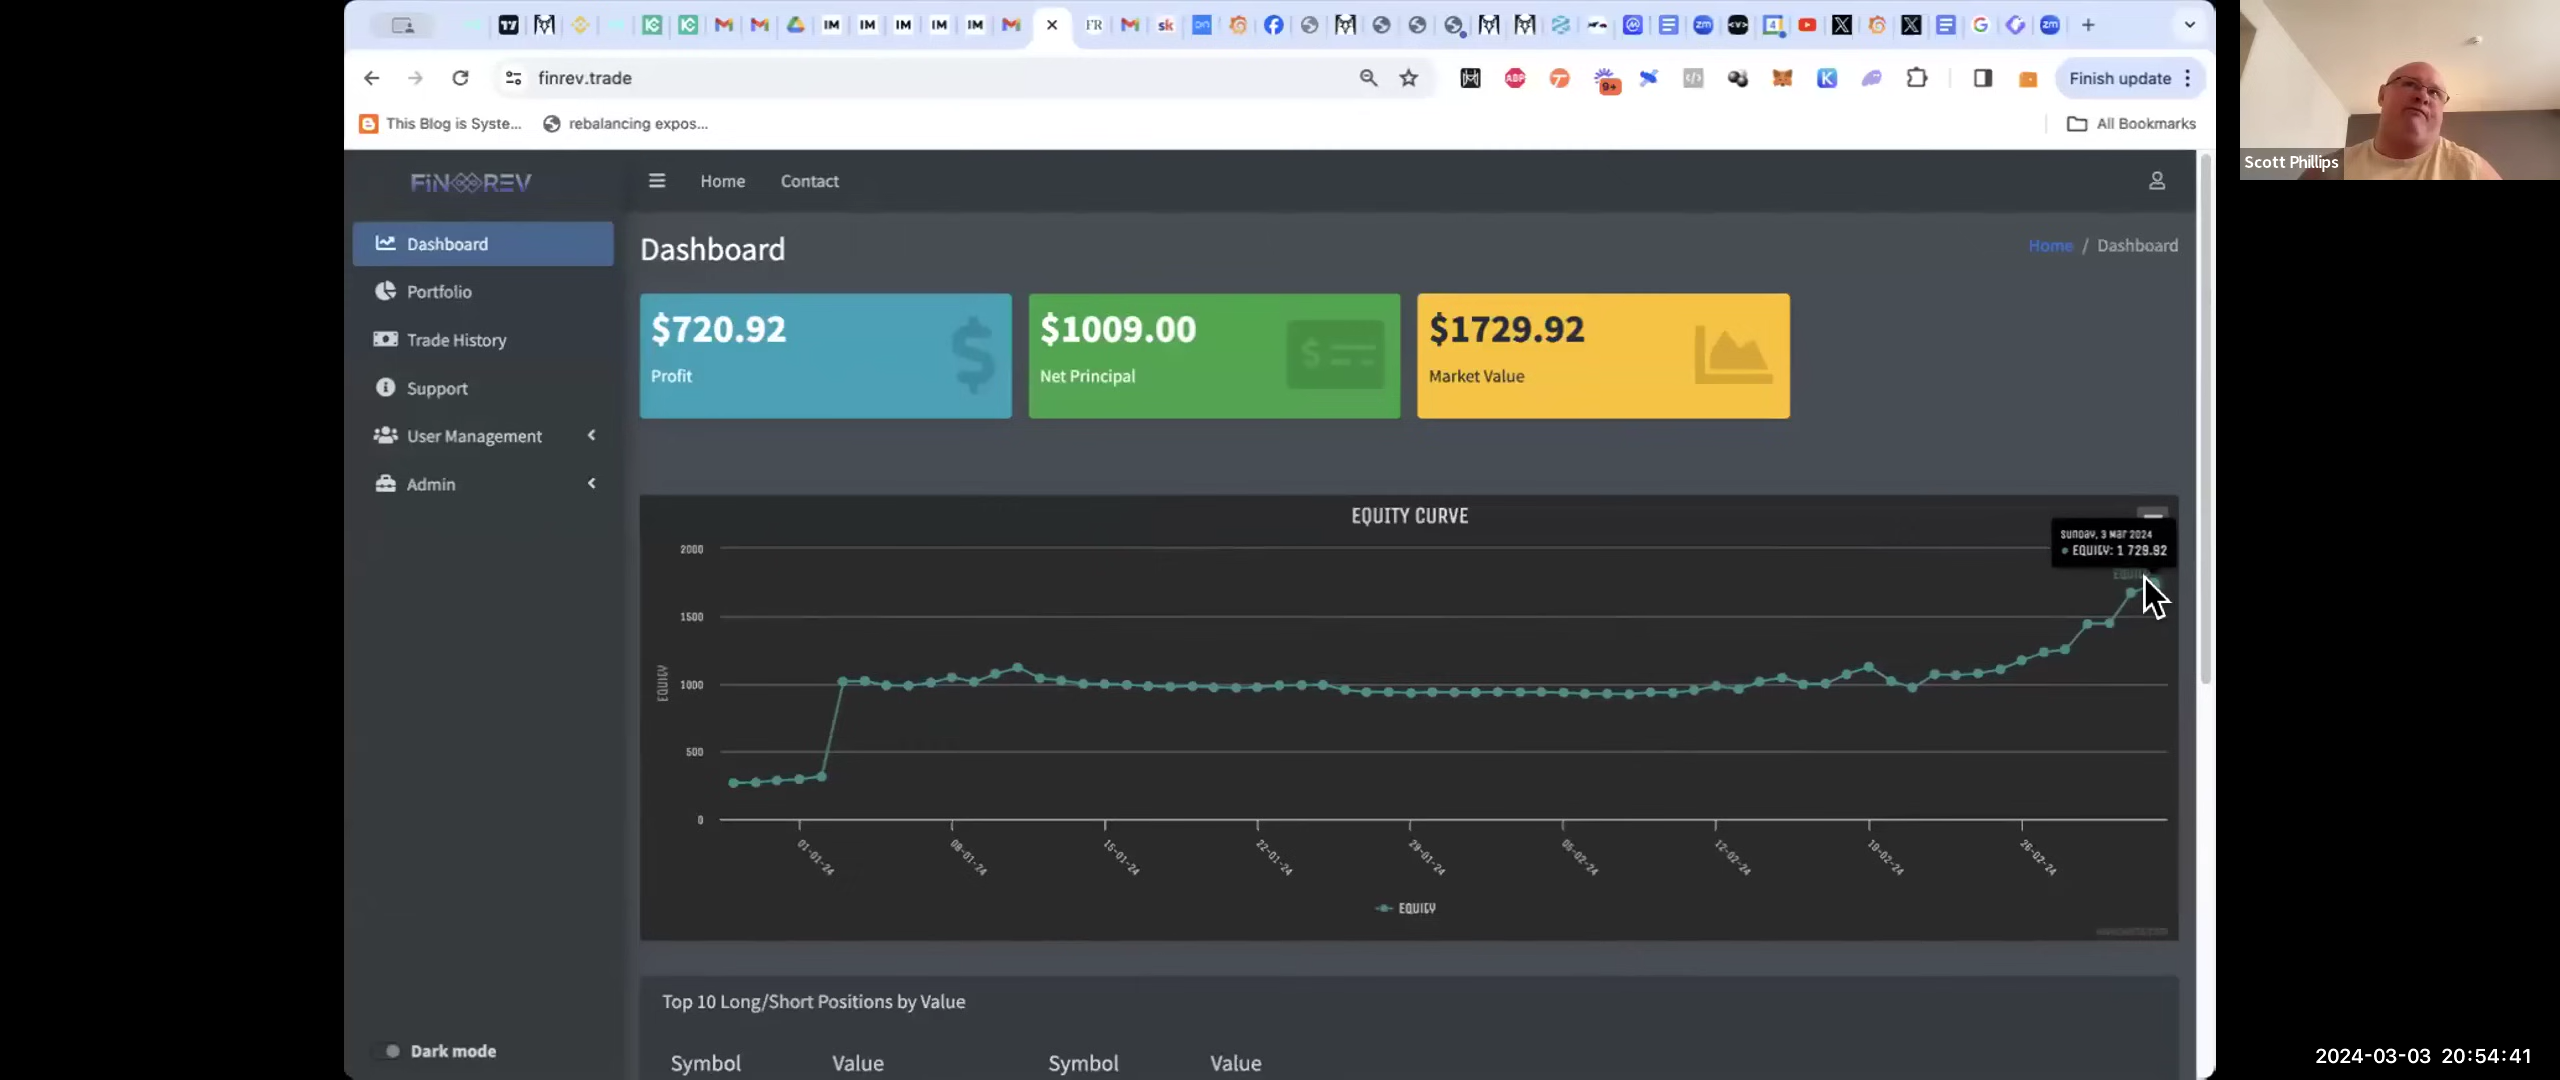 finrev.trade
Finish update
This Blog is Syste...
rebalancing expos...
All Bookmarks
FINREV
Home
Contact
Dashboard
Portfolio
Trade History
Support
User Management
Admin
Dark mode
Dashboard
Home / Dashboard
$720.92
Profit
$1009.00
Net Principal
$1729.92
Market Value
EQUITY CURVE
Sunday, 3 Mar 2024
EQUITY: 1 729.92
EQUITY
2000
1500
1000
500
0
EQUITY
01-01-24
08-01-24
15-01-24
22-01-24
29-01-24
05-02-24
12-02-24
19-02-24
26-02-24
EQUITY
Top 10 Long/Short Positions by Value
Symbol Value Symbol Value
Scott Phillips
2024-03-03 20:54:41